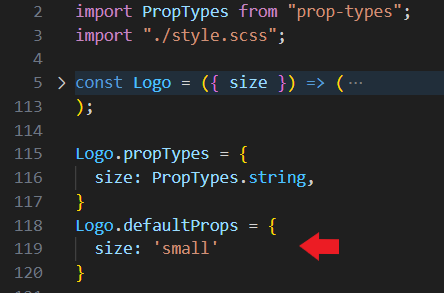 2 import PropTypes from "prop-types";
3 import "./style.scss";
4
5 > const Logo = ({ size }) => ( ⋯
113 );
114
115 Logo.propTypes = {
116 size: PropTypes.string,
117 }
118 Logo.defaultProps = {
119 size: 'small'
120 }